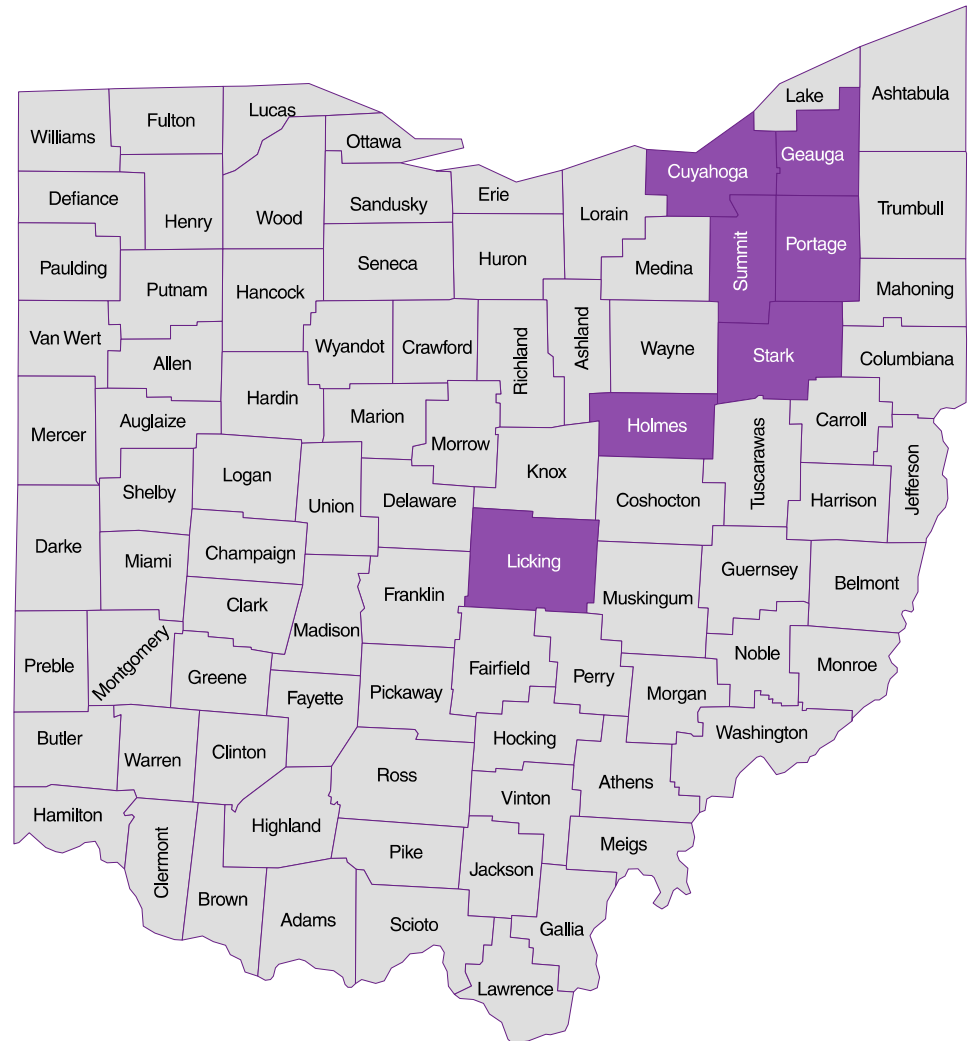 Lake
Ashtabula
Lucas
Fulton
Williams
Ottawa
Geauga
Cuyahoga
Defiance
Sandusky
Erie
Henry
Wood
Lorain
Trumbull
Seneca
Huron
Summit
Portage
Medina
Paulding
Putnam
Hancock
Mahoning
Van Wert
Allen
Wyandot
Crawford
Richland
Ashland
Wayne
Stark
Columbiana
Hardin
Auglaize
Marion
Mercer
Morrow
Holmes
Carroll
Tuscarawas
Jefferson
Knox
Logan
Shelby
Union
Delaware
Coshocton
Harrison
Darke
Miami
Champaign
Licking
Guernsey
Belmont
Clark
Franklin
Muskingum
Madison
Montgomery
Preble
Greene
Fairfield
Perry
Noble
Monroe
Fayette
Pickaway
Morgan
Washington
Butler
Warren
Clinton
Hocking
Ross
Athens
Vinton
Hamilton
Highland
Clermont
Pike
Jackson
Meigs
Brown
Adams
Scioto
Gallia
Lawrence